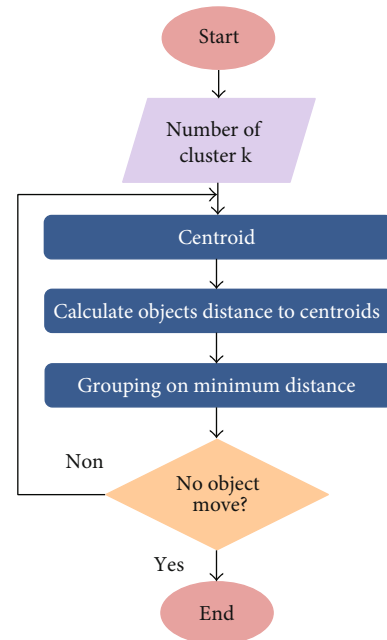 Start
Number of
cluster k
Centroid
Calculate objects distance to centroids
Grouping on minimum distance
Non
No object
move?
Yes
End